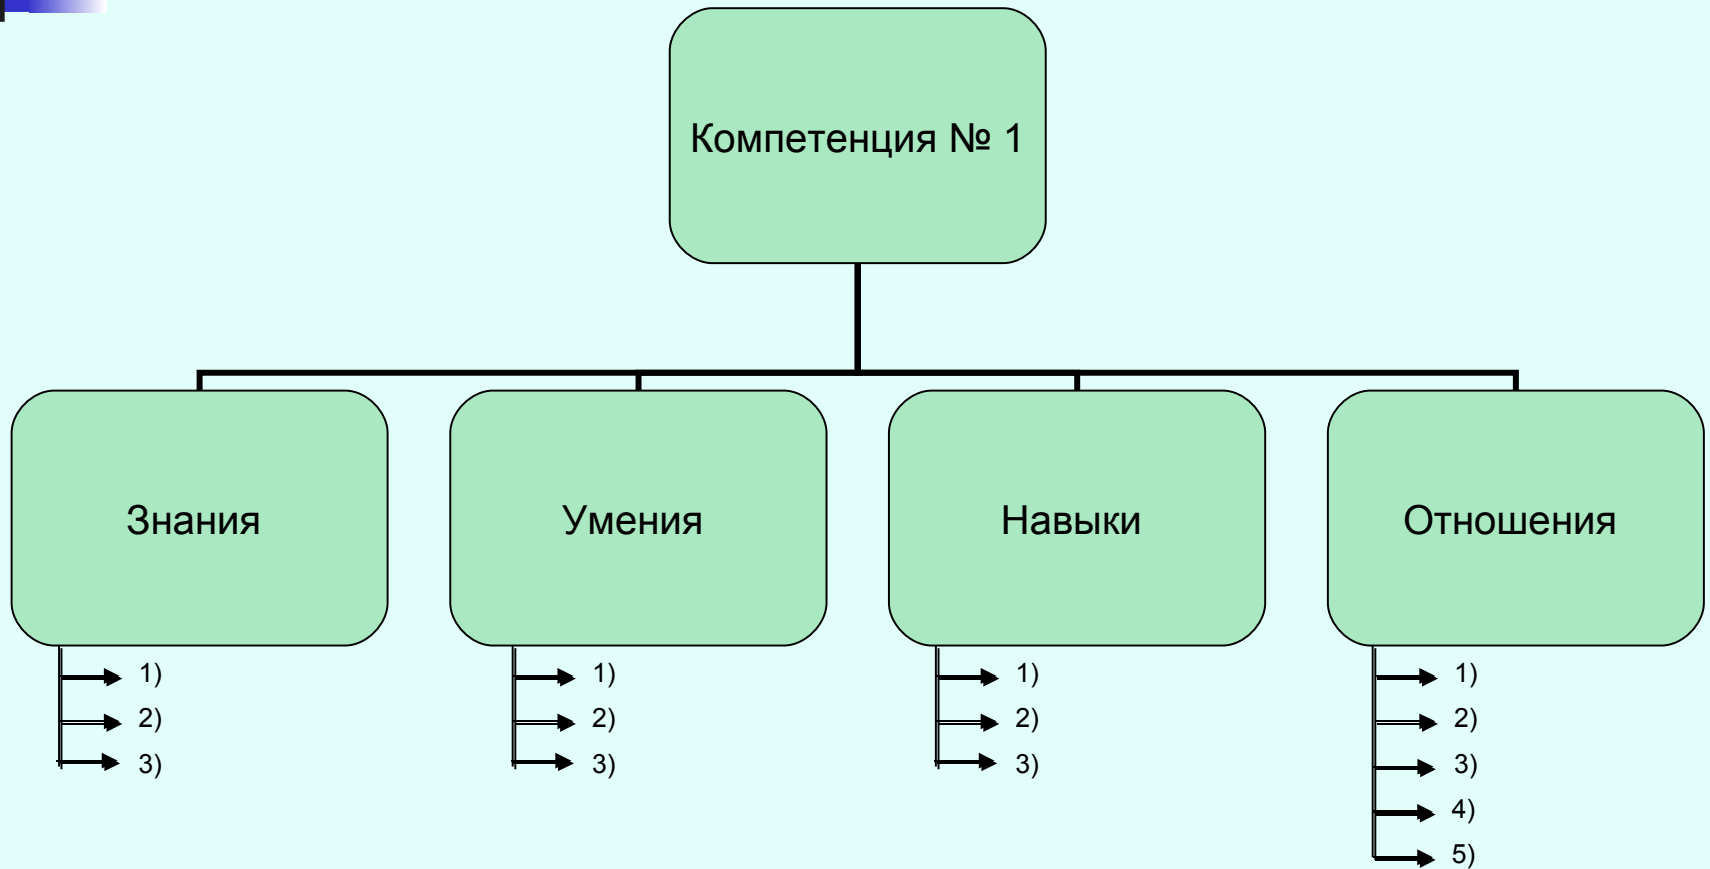 Компетенция № 1
Знания
Умения
Навыки
Отношения
1)
2)
3)
1)
2)
3)
1)
2)
3)
1)
2)
3)
4)
5)